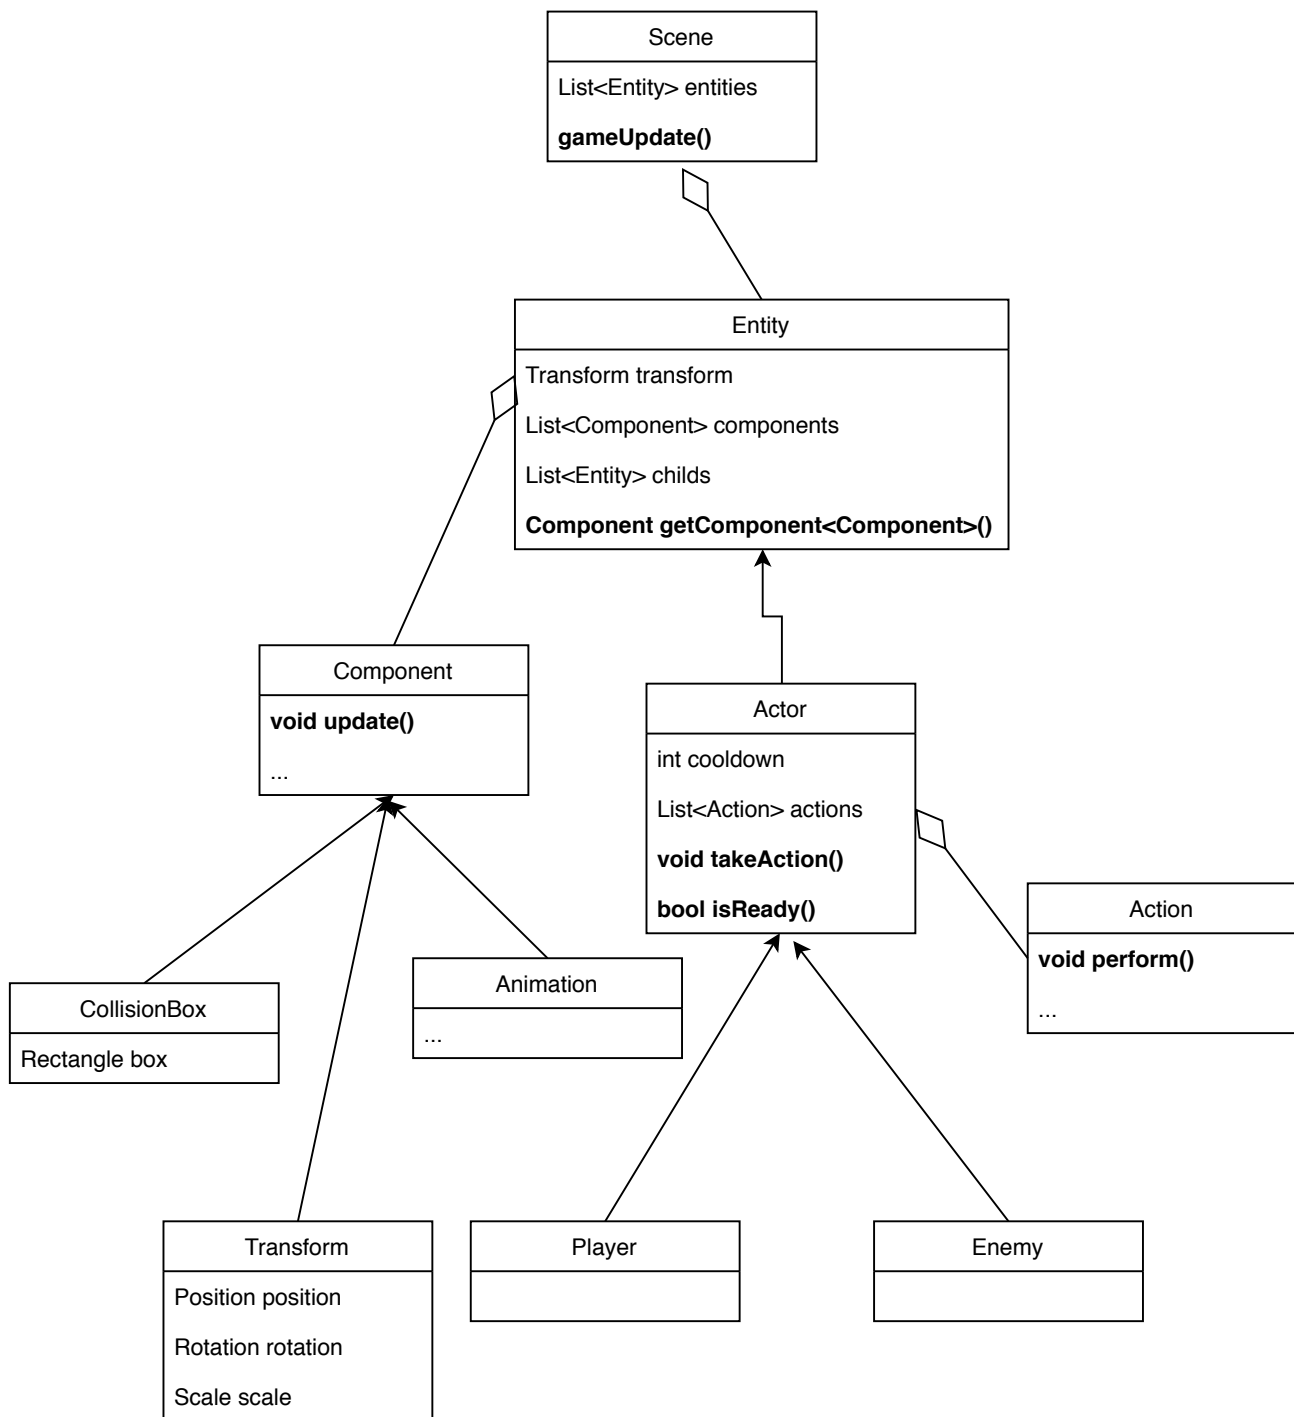 Scene
List<Entity> entities
gameUpdate()
Entity
Transform transform
List<Component> components
List<Entity> childs
Component getComponent<Component>()
Component
void update()
...
Actor
int cooldown
List<Action> actions
void takeAction()
bool isReady()
Action
void perform()
...
CollisionBox
Rectangle box
Animation
...
Transform
Position position
Rotation rotation
Scale scale
Player
Enemy